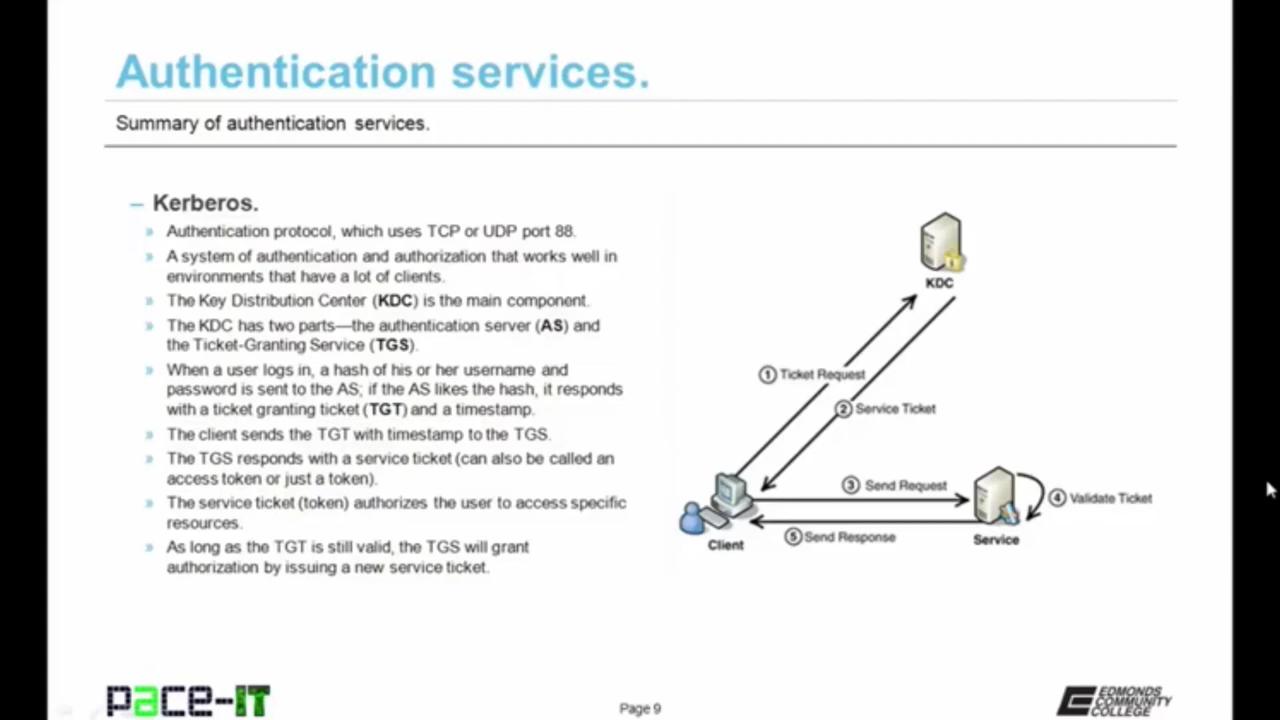 Authentication services.
Summary of authentication services.
– Kerberos.
» Authentication protocol, which uses TCP or UDP port 88.
» A system of authentication and authorization that works well in
environments that have a lot of clients.
» The Key Distribution Center (KDC) is the main component.
» The KDC has two parts—the authentication server (AS) and
the Ticket-Granting Service (TGS).
» When a user logs in, a hash of his or her username and
password is sent to the AS; if the AS likes the hash, it responds
with a ticket granting ticket (TGT) and a timestamp.
» The client sends the TGT with timestamp to the TGS.
» The TGS responds with a service ticket (can also be called an
access token or just a token).
» The service ticket (token) authorizes the user to access specific
resources.
» As long as the TGT is still valid, the TGS will grant
authorization by issuing a new service ticket.
KDC
① Ticket Request
② Service Ticket
③ Send Request
④ Validate Ticket
⑤ Send Response
Client
Service
pace-IT
Page 9
EDMONDS
COMMUNITY
COLLEGE